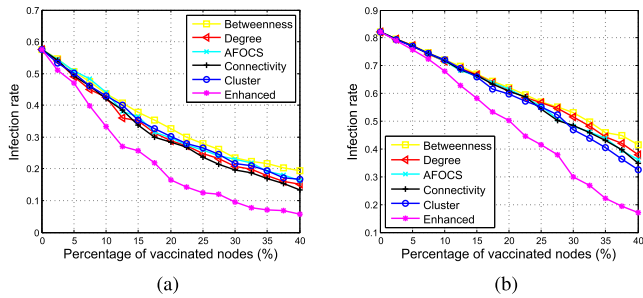 0.7
0.6
0.5
0.4
0.3
0.2
0.1
0
Infection rate
Betweenness
Degree
AFOCS
Connectivity
Cluster
Enhanced
0 5 10 15 20 25 30 35 40
Percentage of vaccinated nodes (%)
(a)
0.9
0.8
0.7
0.6
0.5
0.4
0.3
0.2
0.1
Infection rate
Betweenness
Degree
AFOCS
Connectivity
Cluster
Enhanced
0 5 10 15 20 25 30 35 40
Percentage of vaccinated nodes (%)
(b)